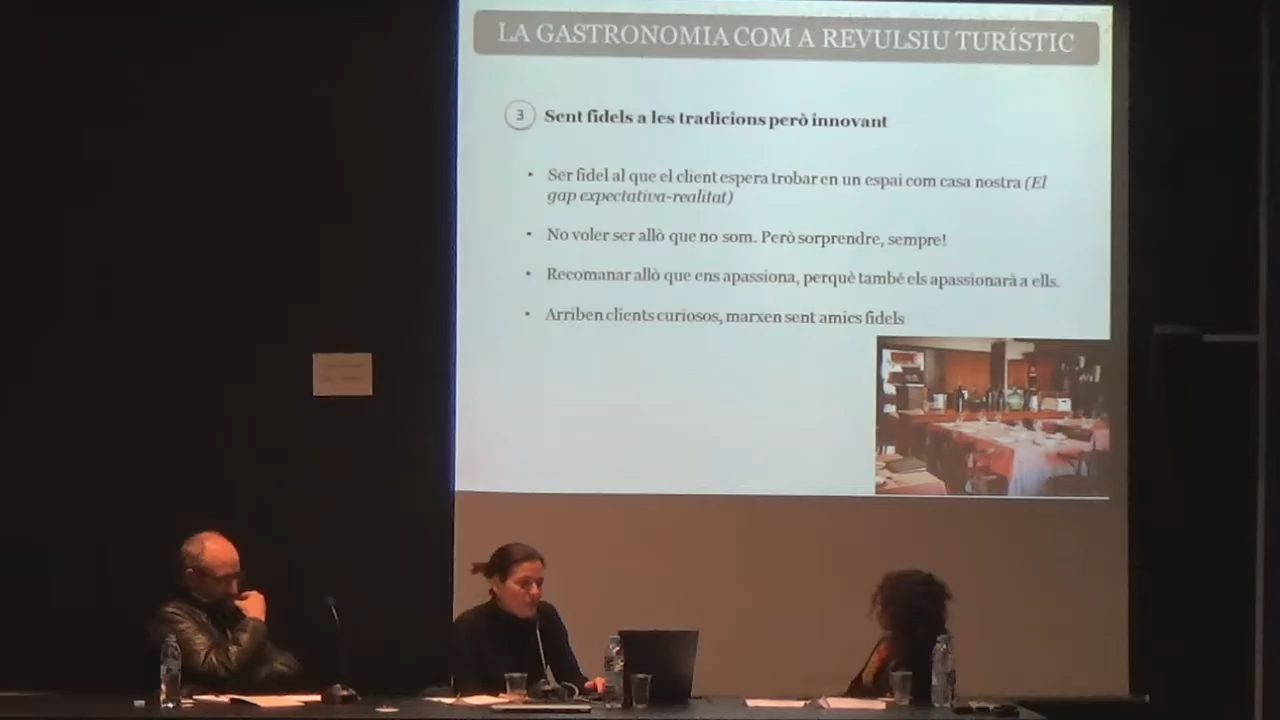 LA GASTRONOMIA COM A REVULSIU TURÍSTIC
3 Sent fidels a les tradicions però innovant
• Ser fidel al que el client espera trobar en un espai com casa nostra (El
gap expectativa-realitat)
• No voler ser allò que no som. Però sorprendre, sempre!
• Recomanar allò que ens apassiona, perquè també els apassionarà a ells.
• Arriben clients curiosos, marxen sent amics fidels